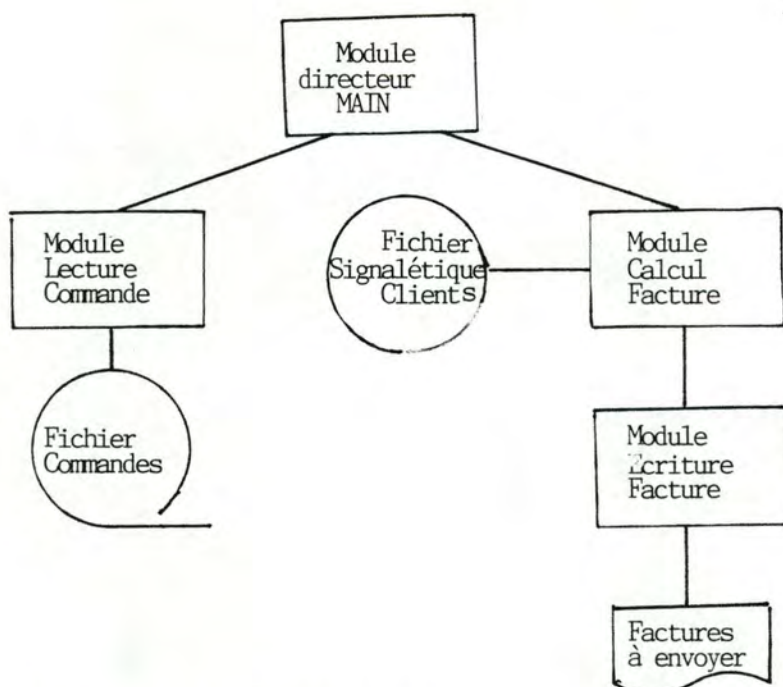 Module
directeur
MAIN
Module
Lecture
Commande
Fichier
Signalétique
Clients
Module
Calcul
Facture
Fichier
Commandes
Module
Ecriture
Facture
Factures
à envoyer